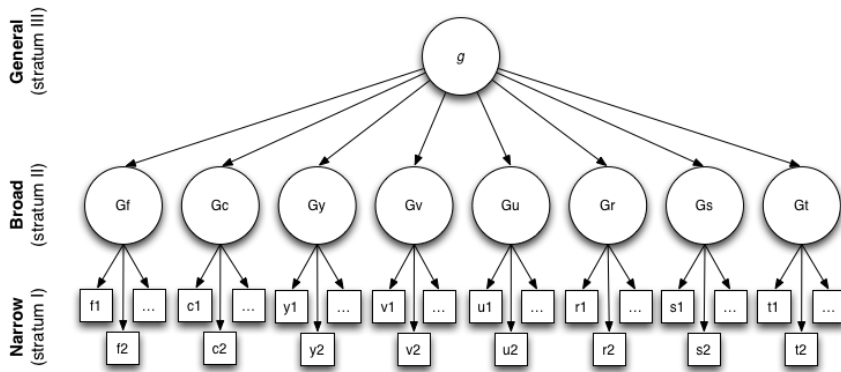 General
(stratum III)
g
Broad
(stratum II)
Gf Gc Gy Gv Gu Gr Gs Gt
Narrow
(stratum I)
f1 ... c1 ... y1 ... v1 ... u1 ... r1 ... s1 ... t1 ...
f2 c2 y2 v2 u2 r2 s2 t2